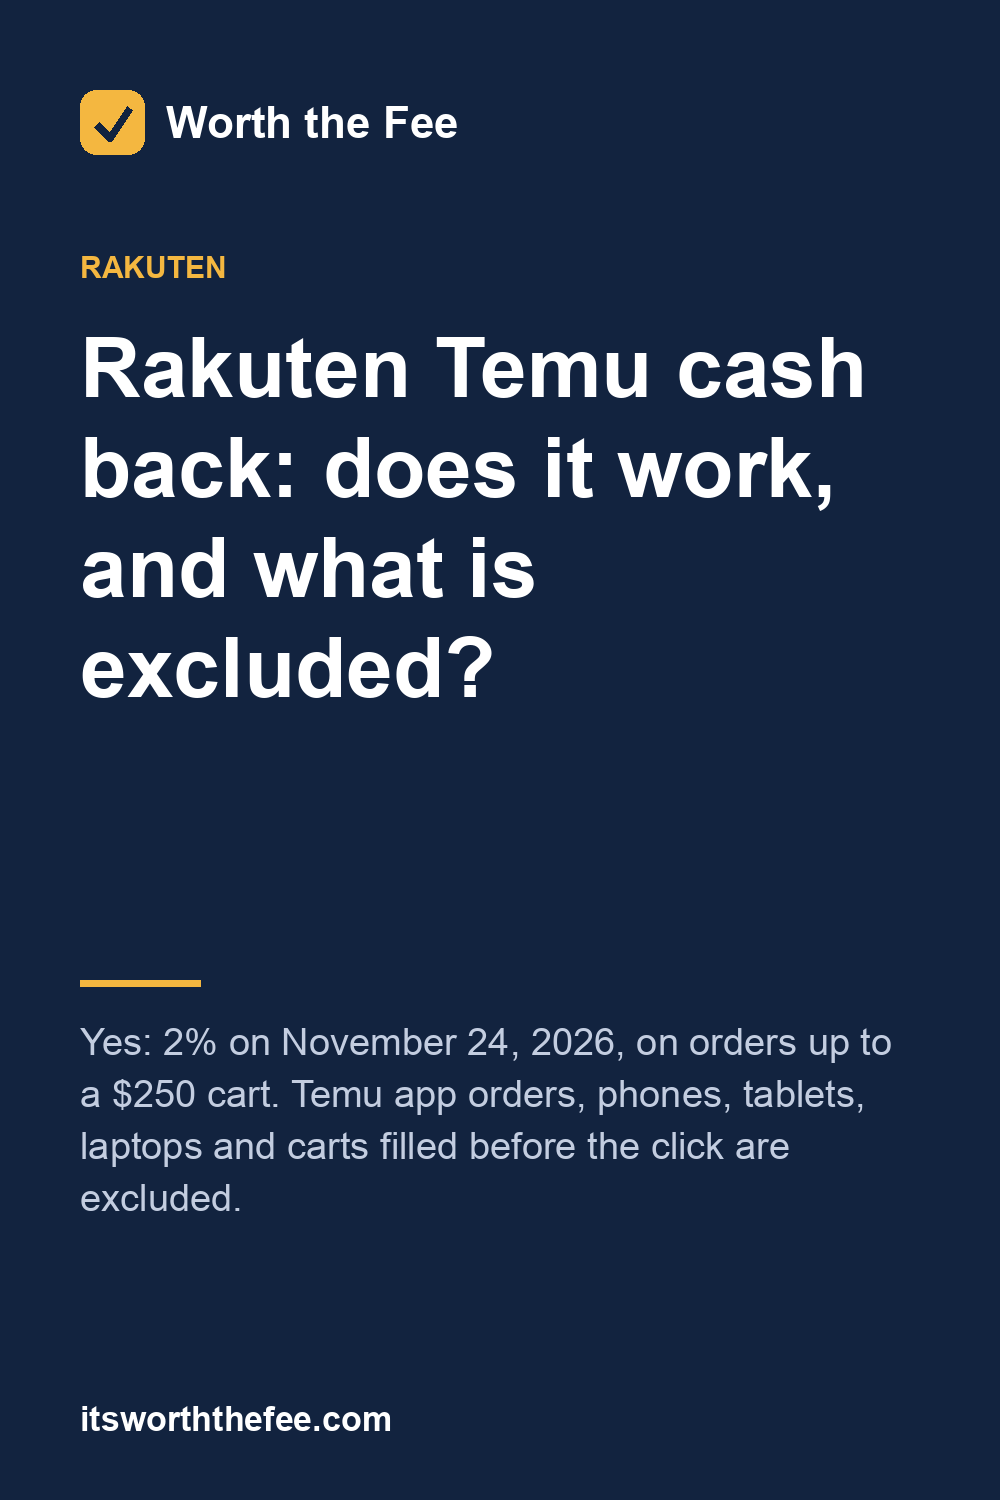 Worth the Fee
RAKUTEN
Rakuten Temu cash
back: does it work,
and what is
excluded?
Yes: 2% on November 24, 2026, on orders up to
a $250 cart. Temu app orders, phones, tablets,
laptops and carts filled before the click are
excluded.
itsworththefee.com